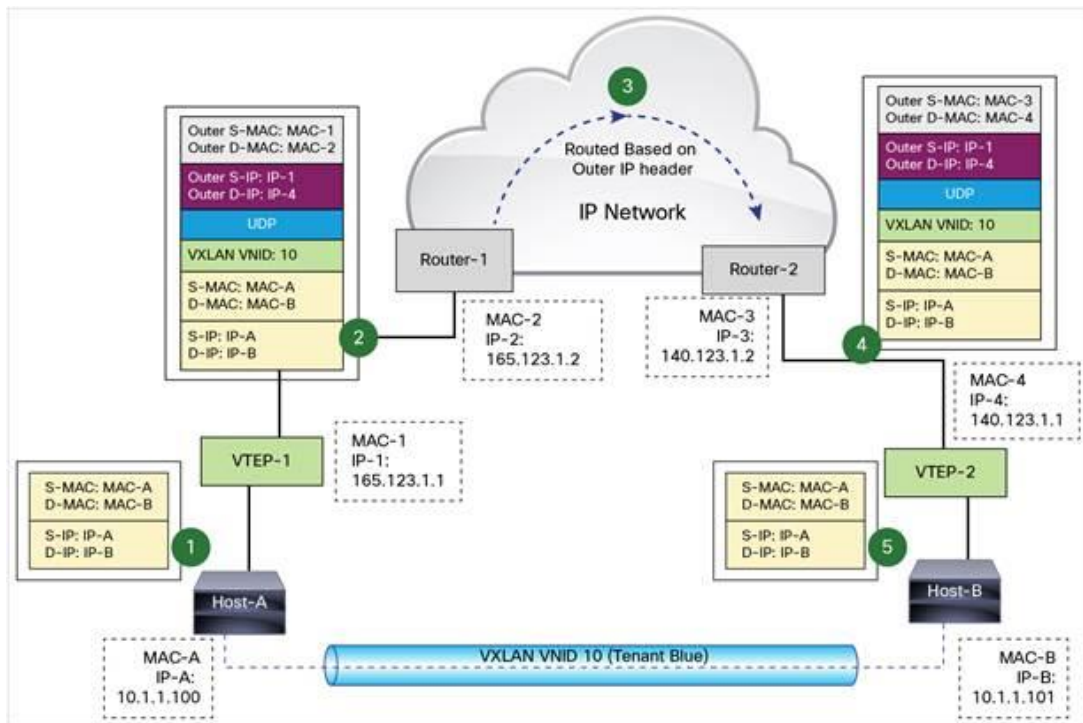 3
Routed Based on
Outer IP header
IP Network
Outer S-MAC: MAC-1
Outer D-MAC: MAC-2
Outer S-IP: IP-1
Outer D-IP: IP-4
UDP
VXLAN VNID: 10
S-MAC: MAC-A
D-MAC: MAC-B
S-IP: IP-A
D-IP: IP-B
2
Router-1
MAC-2
IP-2:
165.123.1.2
Router-2
MAC-3
IP-3:
140.123.1.2
Outer S-MAC: MAC-3
Outer D-MAC: MAC-4
Outer S-IP: IP-1
Outer D-IP: IP-4
UDP
VXLAN VNID: 10
S-MAC: MAC-A
D-MAC: MAC-B
S-IP: IP-A
D-IP: IP-B
4
MAC-4
IP-4:
140.123.1.1
VTEP-1
MAC-1
IP-1:
165.123.1.1
VTEP-2
S-MAC: MAC-A
D-MAC: MAC-B
S-IP: IP-A
D-IP: IP-B
1
Host-A
S-MAC: MAC-A
D-MAC: MAC-B
S-IP: IP-A
D-IP: IP-B
5
Host-B
MAC-A
IP-A:
10.1.1.100
VXLAN VNID 10 (Tenant Blue)
MAC-B
IP-B:
10.1.1.101